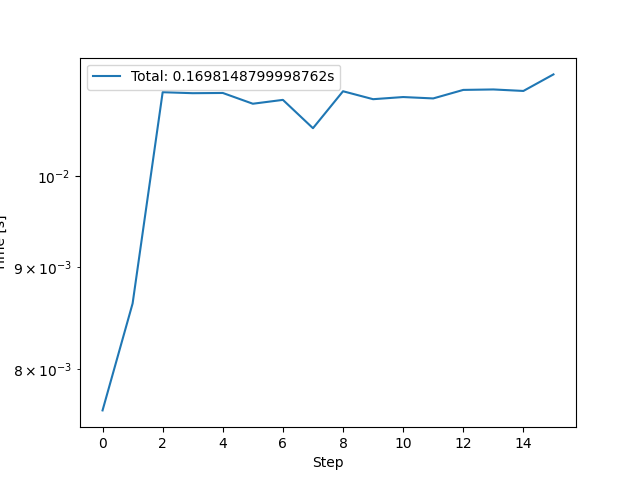 Total: 0.1698148799998762s
10⁻²
9 × 10⁻³
8 × 10⁻³
Time [s]
0 2 4 6 8 10 12 14
Step